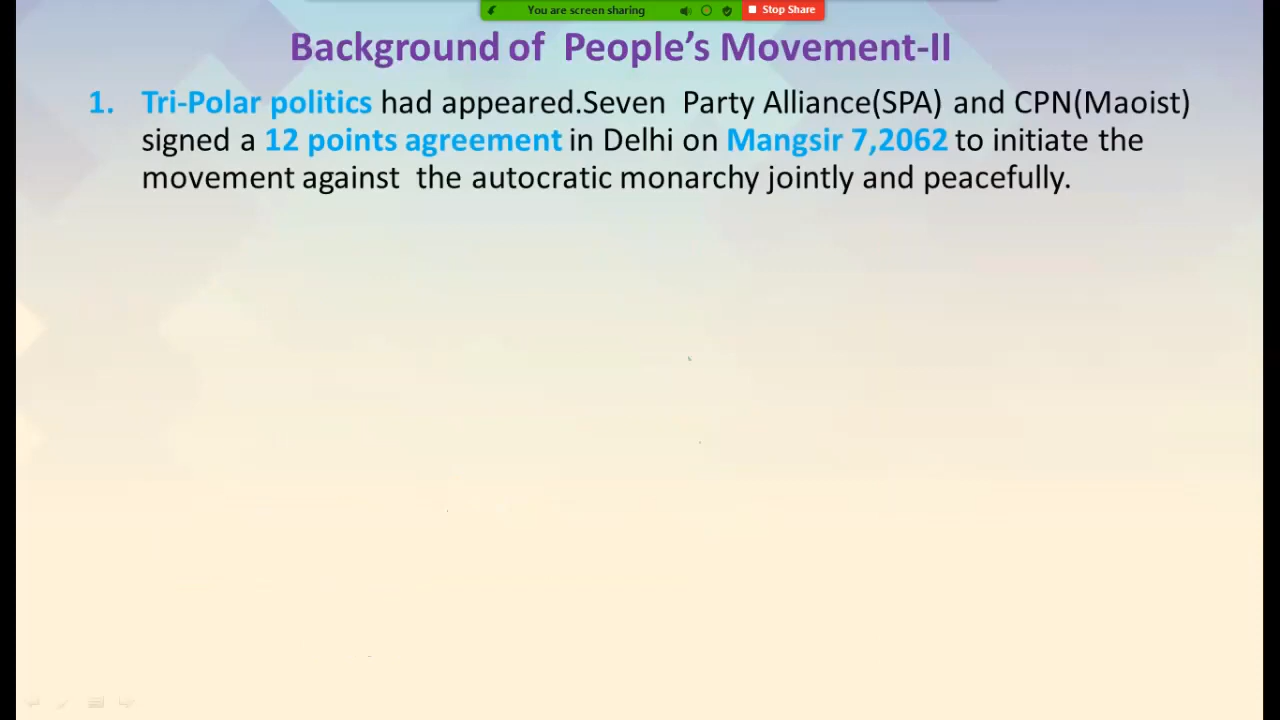 You are screen sharing
Stop Share
Background of People's Movement-II
1. Tri-Polar politics had appeared.Seven Party Alliance(SPA) and CPN(Maoist)
signed a 12 points agreement in Delhi on Mangsir 7,2062 to initiate the
movement against the autocratic monarchy jointly and peacefully.